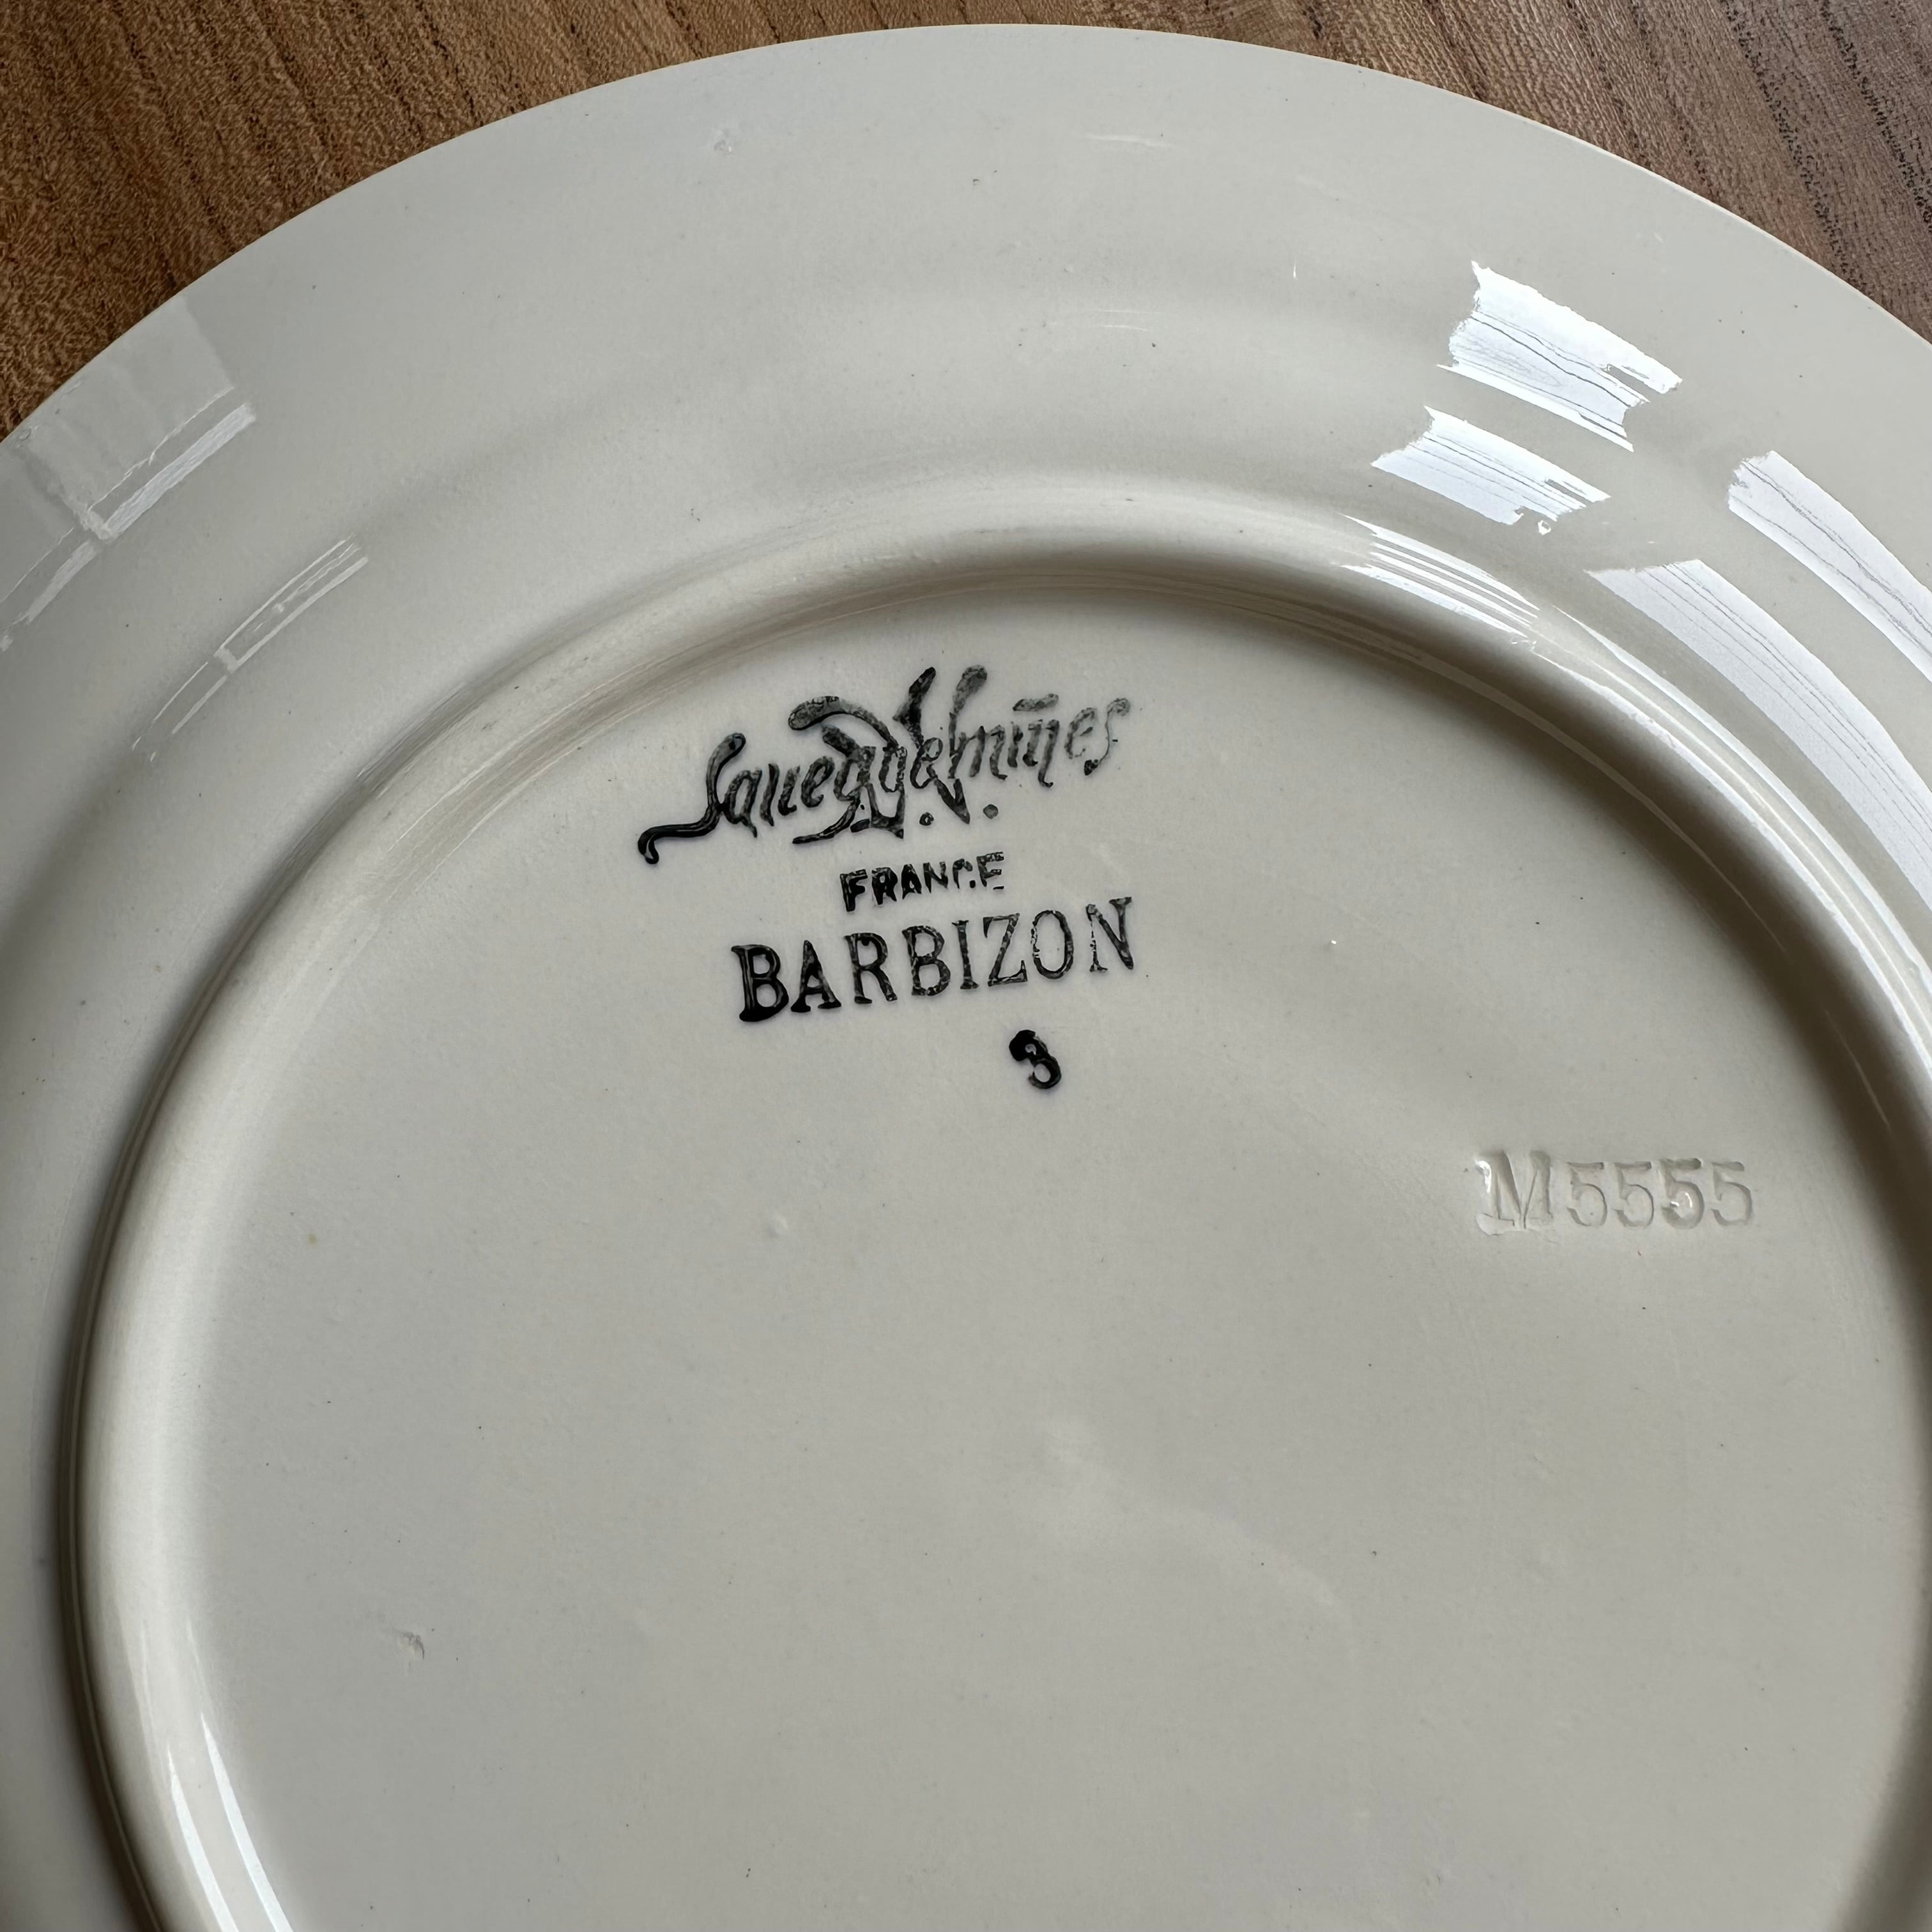 Sarreguemines
FRANCE
BARBIZON
3
M5555